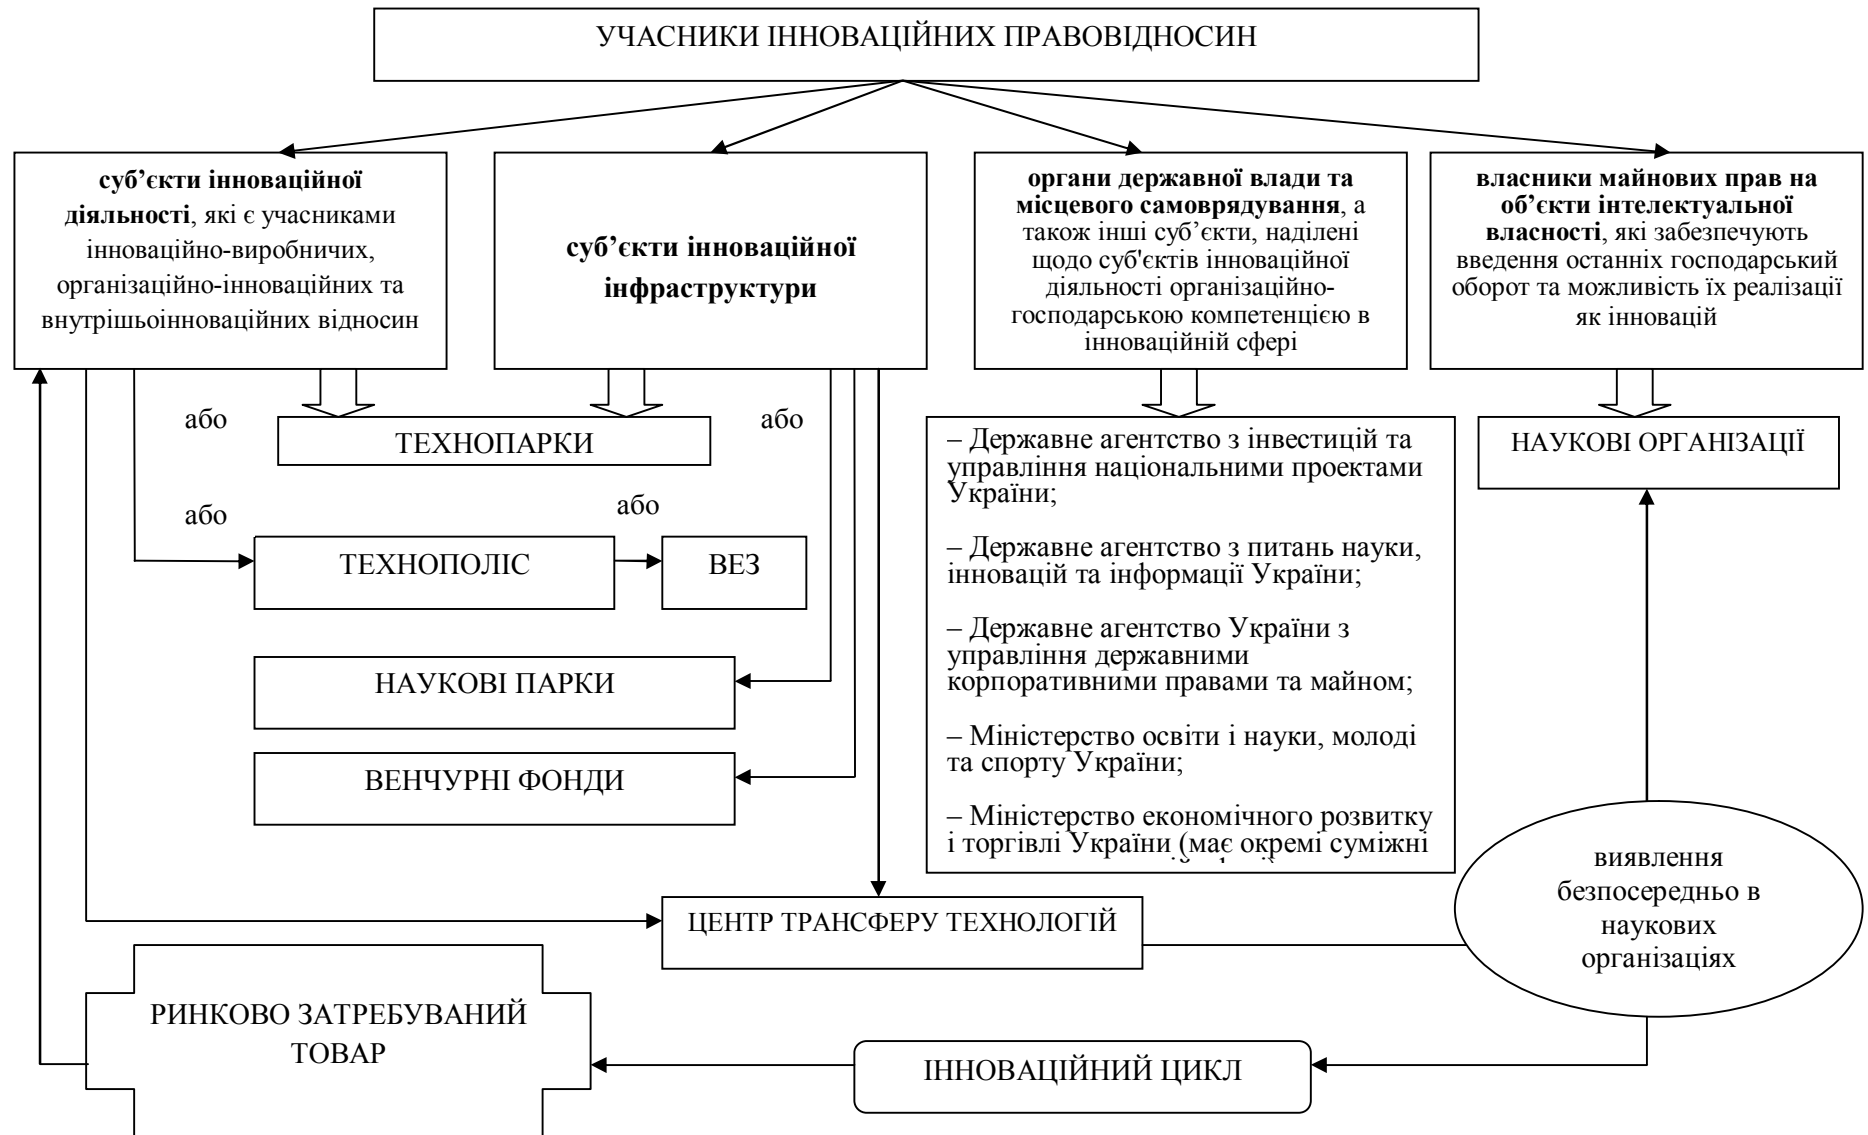 УЧАСНИКИ ІННОВАЦІЙНИХ ПРАВОВІДНОСИН
суб’єкти інноваційної
діяльності, які є учасниками
інноваційно-виробничих,
організаційно-інноваційних та
внутрішьоінноваційних відносин
суб’єкти інноваційної
інфраструктури
органи державної влади та
місцевого самоврядування, а
також інші суб’єкти, наділені
щодо суб'єктів інноваційної
діяльності організаційно-
господарською компетенцією в
інноваційній сфері
власники майнових прав на
об’єкти інтелектуальної
власності, які забезпечують
введення останніх господарський
оборот та можливість їх реалізації
як інновацій
або
або
ТЕХНОПАРКИ
або
або
ТЕХНОПОЛІС
ВЕЗ
НАУКОВІ ПАРКИ
ВЕНЧУРНІ ФОНДИ
– Державне агентство з інвестицій та
управління національними проектами
України;
– Державне агентство з питань науки,
інновацій та інформації України;
– Державне агентство України з
управління державними
корпоративними правами та майном;
– Міністерство освіти і науки, молоді
та спорту України;
– Міністерство економічного розвитку
і торгівлі України (має окремі суміжні
НАУКОВІ ОРГАНІЗАЦІЇ
виявлення
безпосередньо в
наукових
організаціях
ЦЕНТР ТРАНСФЕРУ ТЕХНОЛОГІЙ
РИНКОВО ЗАТРЕБУВАНИЙ
ТОВАР
ІННОВАЦІЙНИЙ ЦИКЛ